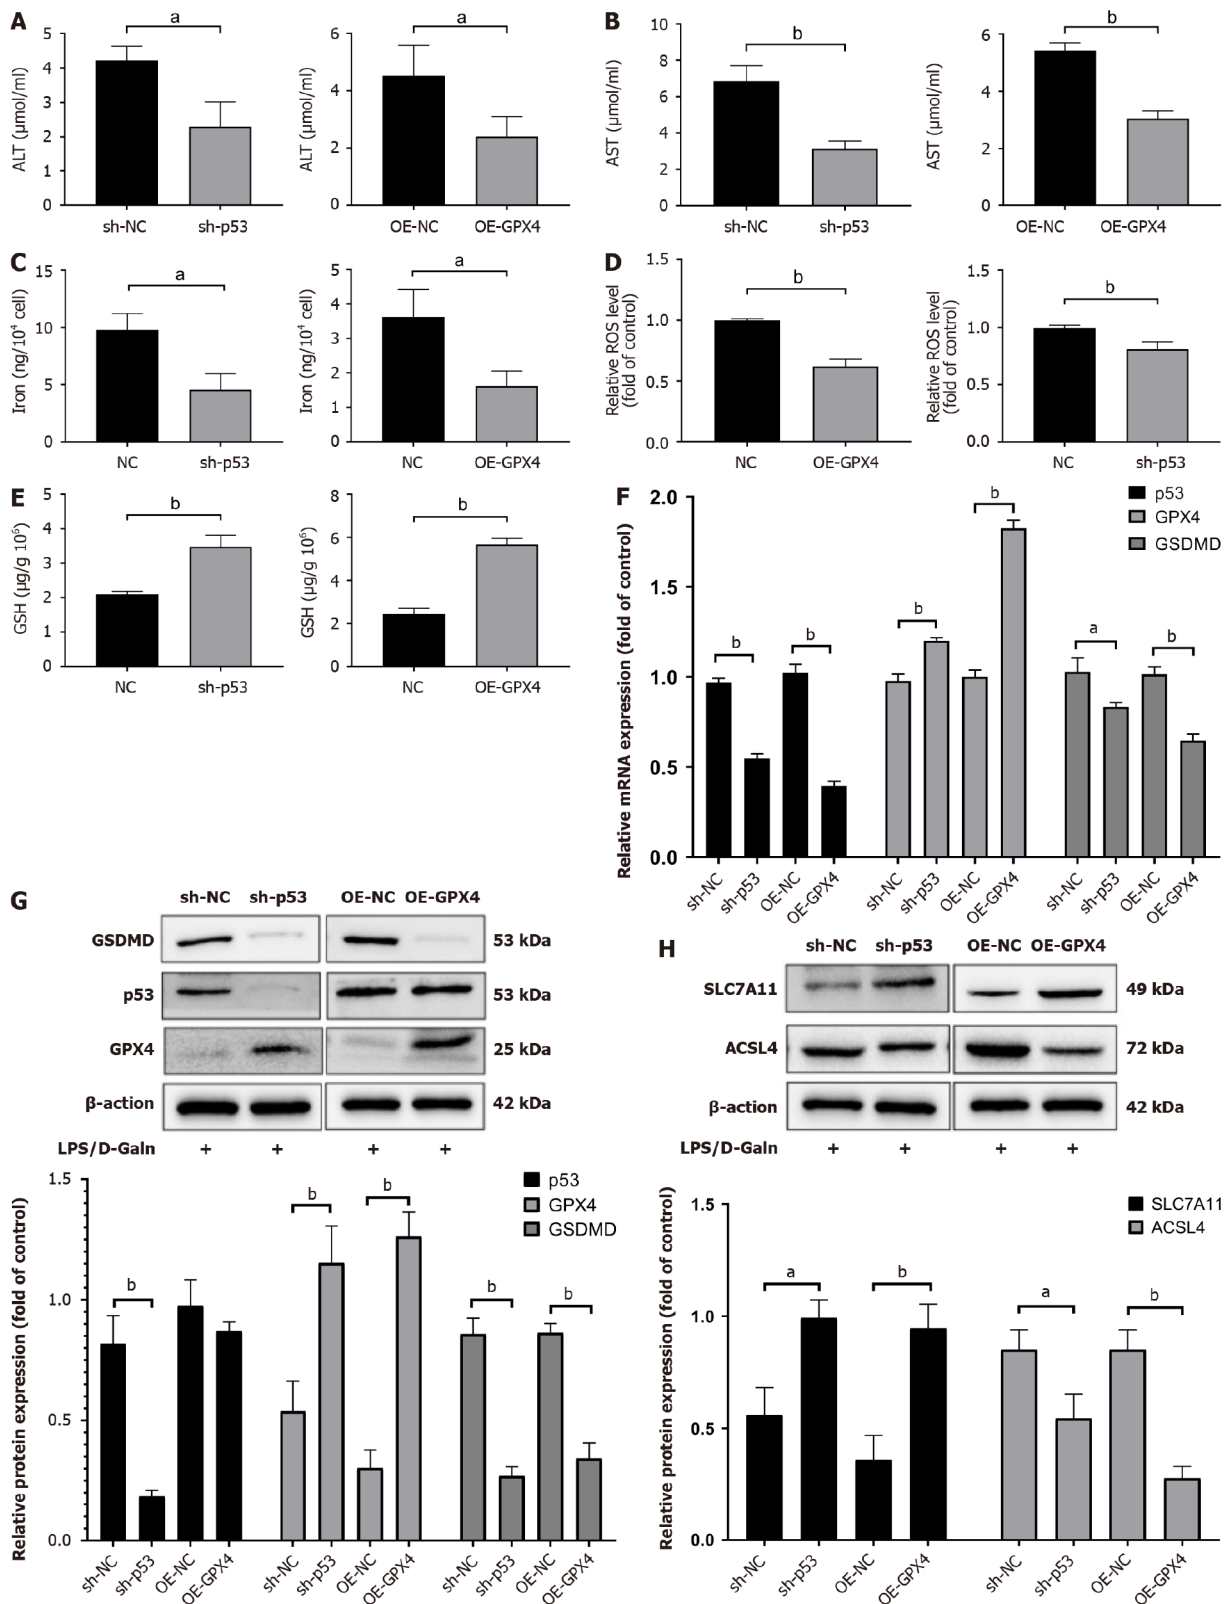 A
a
5
4
3
2
1
0
ALT (μmol/ml)
sh-NC sh-p53
a
6
4
2
0
ALT (μmol/ml)
OE-NC OE-GPX4
B
b
10
8
6
4
2
0
AST (μmol/ml)
sh-NC sh-p53
b
6
4
2
0
AST (μmol/ml)
OE-NC OE-GPX4
C
a
15
10
5
0
Iron (ng/10⁴ cell)
NC sh-p53
a
5
4
3
2
1
0
Iron (ng/10⁴ cell)
NC OE-GPX4
D
b
1.5
1.0
0.5
0.0
Relative ROS level
(fold of control)
NC OE-GPX4
b
1.5
1.0
0.5
0.0
Relative ROS level
(fold of control)
NC sh-p53
E
b
5
4
3
2
1
0
GSH (μg/g 10⁶)
NC sh-p53
b
8
6
4
2
0
GSH (μg/g 10⁶)
NC OE-GPX4
F
p53
GPX4
GSDMD
2.0
1.5
1.0
0.5
0.0
Relative mRNA expression (fold of control)
b b b b a b
sh-NC sh-p53 OE-NC OE-GPX4 sh-NC sh-p53 OE-NC OE-GPX4 sh-NC sh-p53 OE-NC OE-GPX4
G
sh-NC sh-p53 OE-NC OE-GPX4
GSDMD 53 kDa
p53 53 kDa
GPX4 25 kDa
β-action 42 kDa
LPS/D-Galn + + + +
p53
GPX4
GSDMD
1.5
1.0
0.5
0.0
Relative protein expression (fold of control)
b b b b b
sh-NC sh-p53 OE-NC OE-GPX4 sh-NC sh-p53 OE-NC OE-GPX4 sh-NC sh-p53 OE-NC OE-GPX4
H
sh-NC sh-p53 OE-NC OE-GPX4
SLC7A11 49 kDa
ACSL4 72 kDa
β-action 42 kDa
LPS/D-Galn + + + +
SLC7A11
ACSL4
1.5
1.0
0.5
0.0
Relative protein expression (fold of control)
a b a b
sh-NC sh-p53 OE-NC OE-GPX4 sh-NC sh-p53 OE-NC OE-GPX4